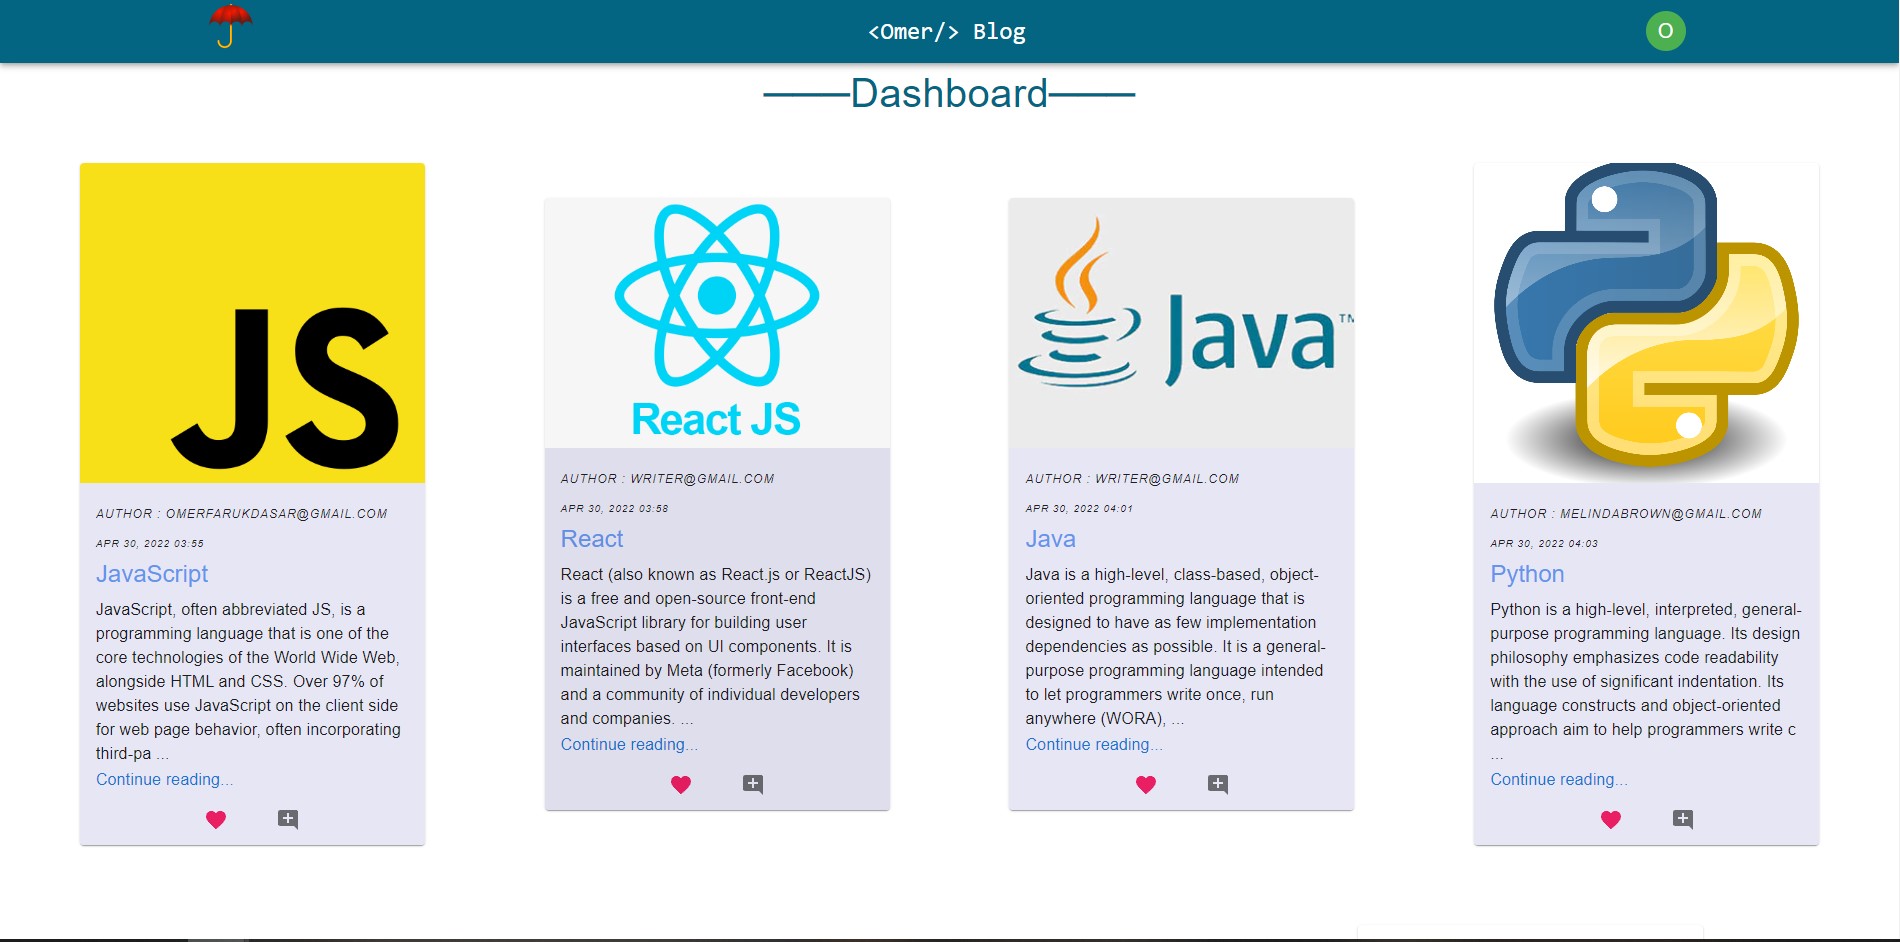 <Omer/> Blog
O
Dashboard
JS
AUTHOR : OMERFARUKDASAR@GMAIL.COM
APR 30, 2022 03:55
JavaScript
JavaScript, often abbreviated JS, is a
programming language that is one of the
core technologies of the World Wide Web,
alongside HTML and CSS. Over 97% of
websites use JavaScript on the client side
for web page behavior, often incorporating
third-pa ...
Continue reading...
React JS
AUTHOR : WRITER@GMAIL.COM
APR 30, 2022 03:58
React
React (also known as React.js or ReactJS)
is a free and open-source front-end
JavaScript library for building user
interfaces based on UI components. It is
maintained by Meta (formerly Facebook)
and a community of individual developers
and companies. ...
Continue reading...
Java™
AUTHOR : WRITER@GMAIL.COM
APR 30, 2022 04:01
Java
Java is a high-level, class-based, object-
oriented programming language that is
designed to have as few implementation
dependencies as possible. It is a general-
purpose programming language intended
to let programmers write once, run
anywhere (WORA), ...
Continue reading...
AUTHOR : MELINDABROWN@GMAIL.COM
APR 30, 2022 04:03
Python
Python is a high-level, interpreted, general-
purpose programming language. Its design
philosophy emphasizes code readability
with the use of significant indentation. Its
language constructs and object-oriented
approach aim to help programmers write c
...
Continue reading...